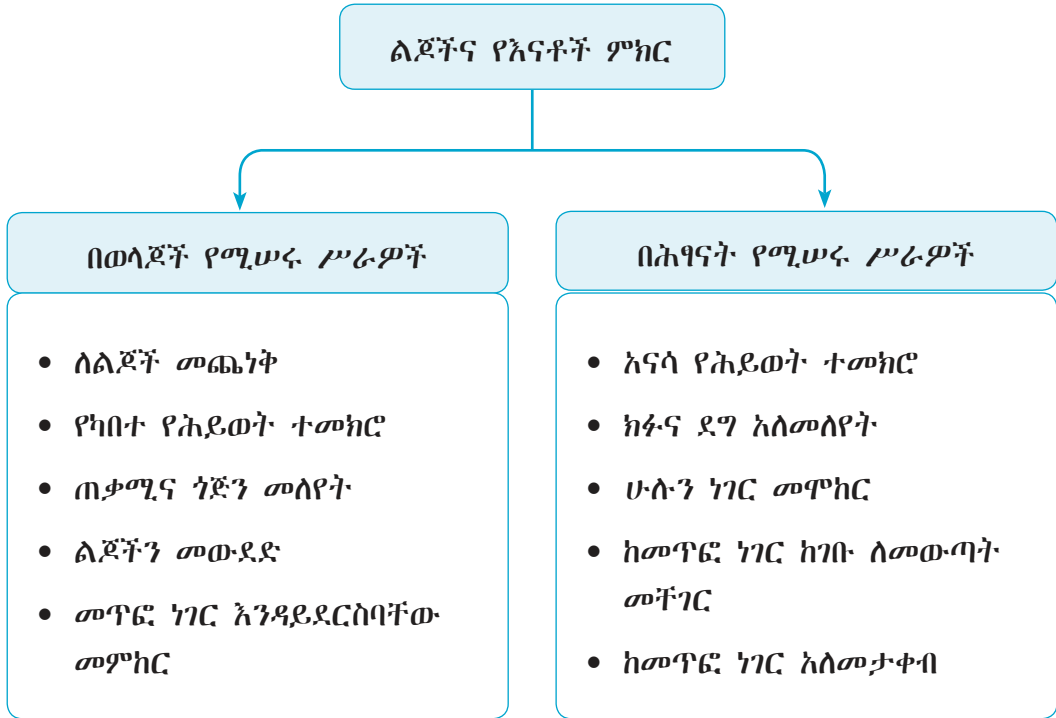 ልጆችና የእናቶች ምክር
በወላጆች የሚሠሩ ሥራዎች
• ለልጆች መጨነቅ
• የካበተ የሕይወት ተመክሮ
• ጠቃሚና ጎጅን መለየት
• ልጆችን መውደድ
• መጥፎ ነገር እንዳይደርስባቸው
መምከር
በሕፃናት የሚሠሩ ሥራዎች
• አናሳ የሕይወት ተመክሮ
• ክፉና ደግ አለመለየት
• ሁሉን ነገር መሞከር
• ከመጥፎ ነገር ከገቡ ለመውጣት
መቸገር
• ከመጥፎ ነገር አለመታቀብ